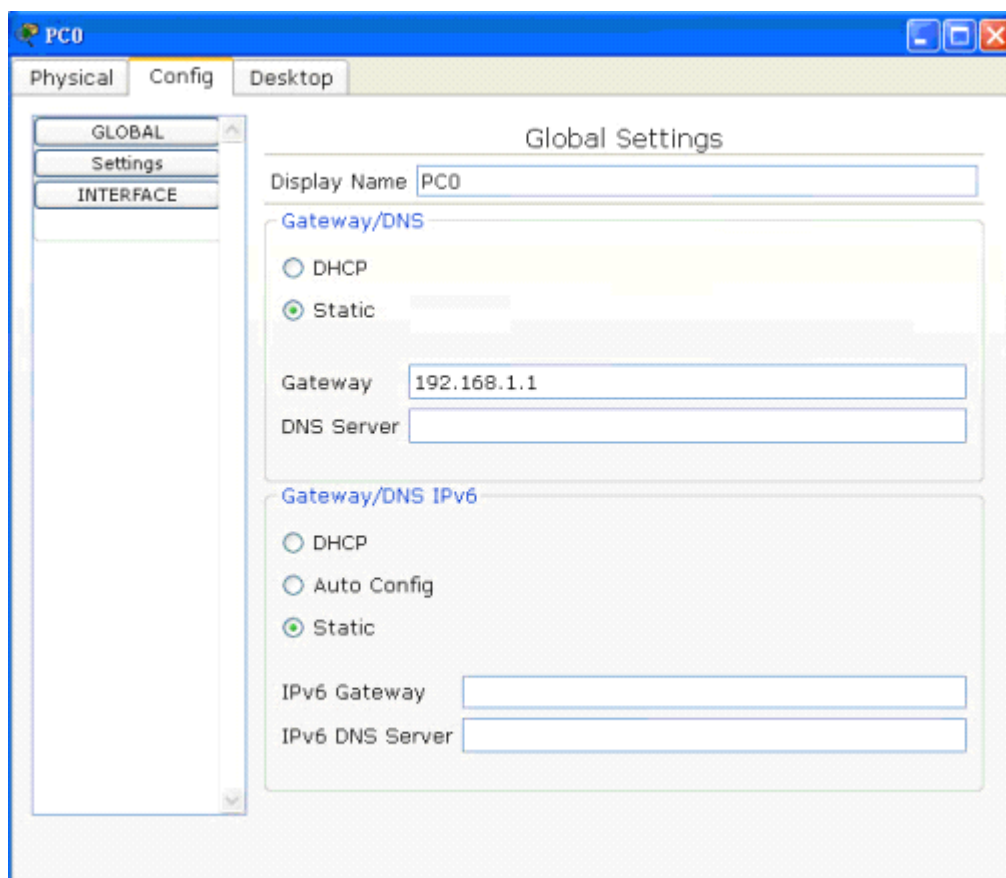 PC0
Physical Config Desktop
GLOBAL
Settings
INTERFACE
Global Settings
Display Name PC0
Gateway/DNS
DHCP
Static
Gateway 192.168.1.1
DNS Server
Gateway/DNS IPv6
DHCP
Auto Config
Static
IPv6 Gateway
IPv6 DNS Server